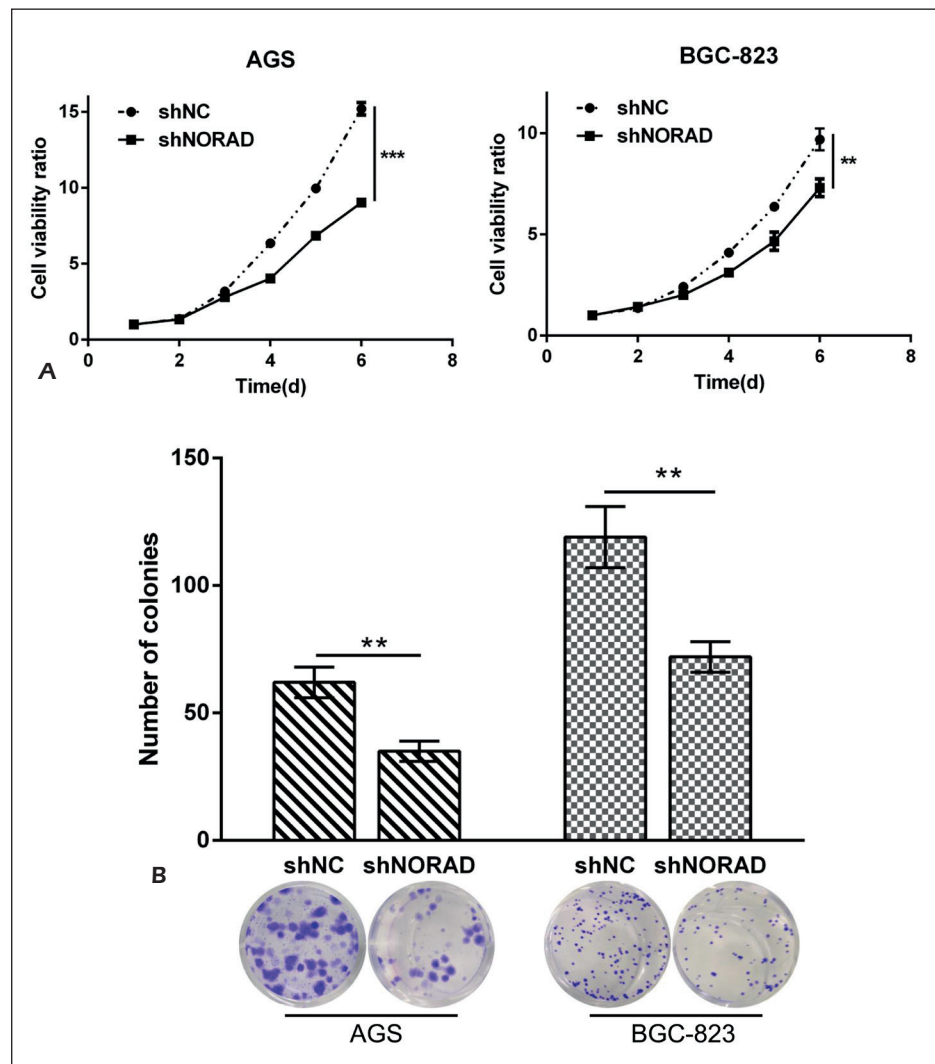 AGS
15
10
5
0
Cell viability ratio
shNC
shNORAD
***
0 2 4 6 8
Time(d)
BGC-823
10
5
0
Cell viability ratio
shNC
shNORAD
**
0 2 4 6 8
Time(d)
A
150
100
50
0
Number of colonies
**
**
shNC shNORAD shNC shNORAD
B
AGS BGC-823